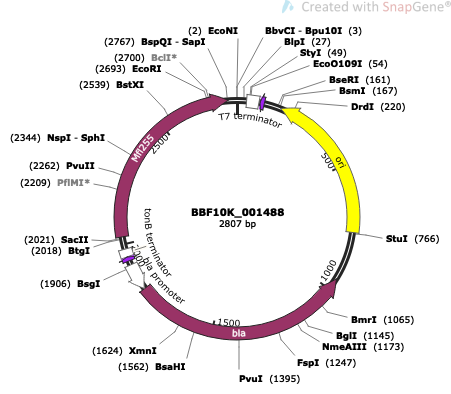 Created with SnapGene®
(2) EcoNI
BbvCI - Bpu10I (3)
(2767) BspQI - SapI
BlpI (27)
(2700) BclI*
StyI (49)
(2693) EcoRI
EcoO109I (54)
(2539) BstXI
BseRI (161)
BsmI (167)
DrdI (220)
T7 terminator
2500
500
ori
Mfl255
(2344) NspI - SphI
(2262) PvuII
(2209) PflMI*
BBF10K_001488
2807 bp
(2021) SacII
(2018) BtgI
StuI (766)
tonB terminator
bla promoter
(1906) BsgI
1000
1500
bla
BmrI (1065)
BglI (1145)
NmeAIII (1173)
FspI (1247)
(1624) XmnI
(1562) BsaHI
PvuI (1395)